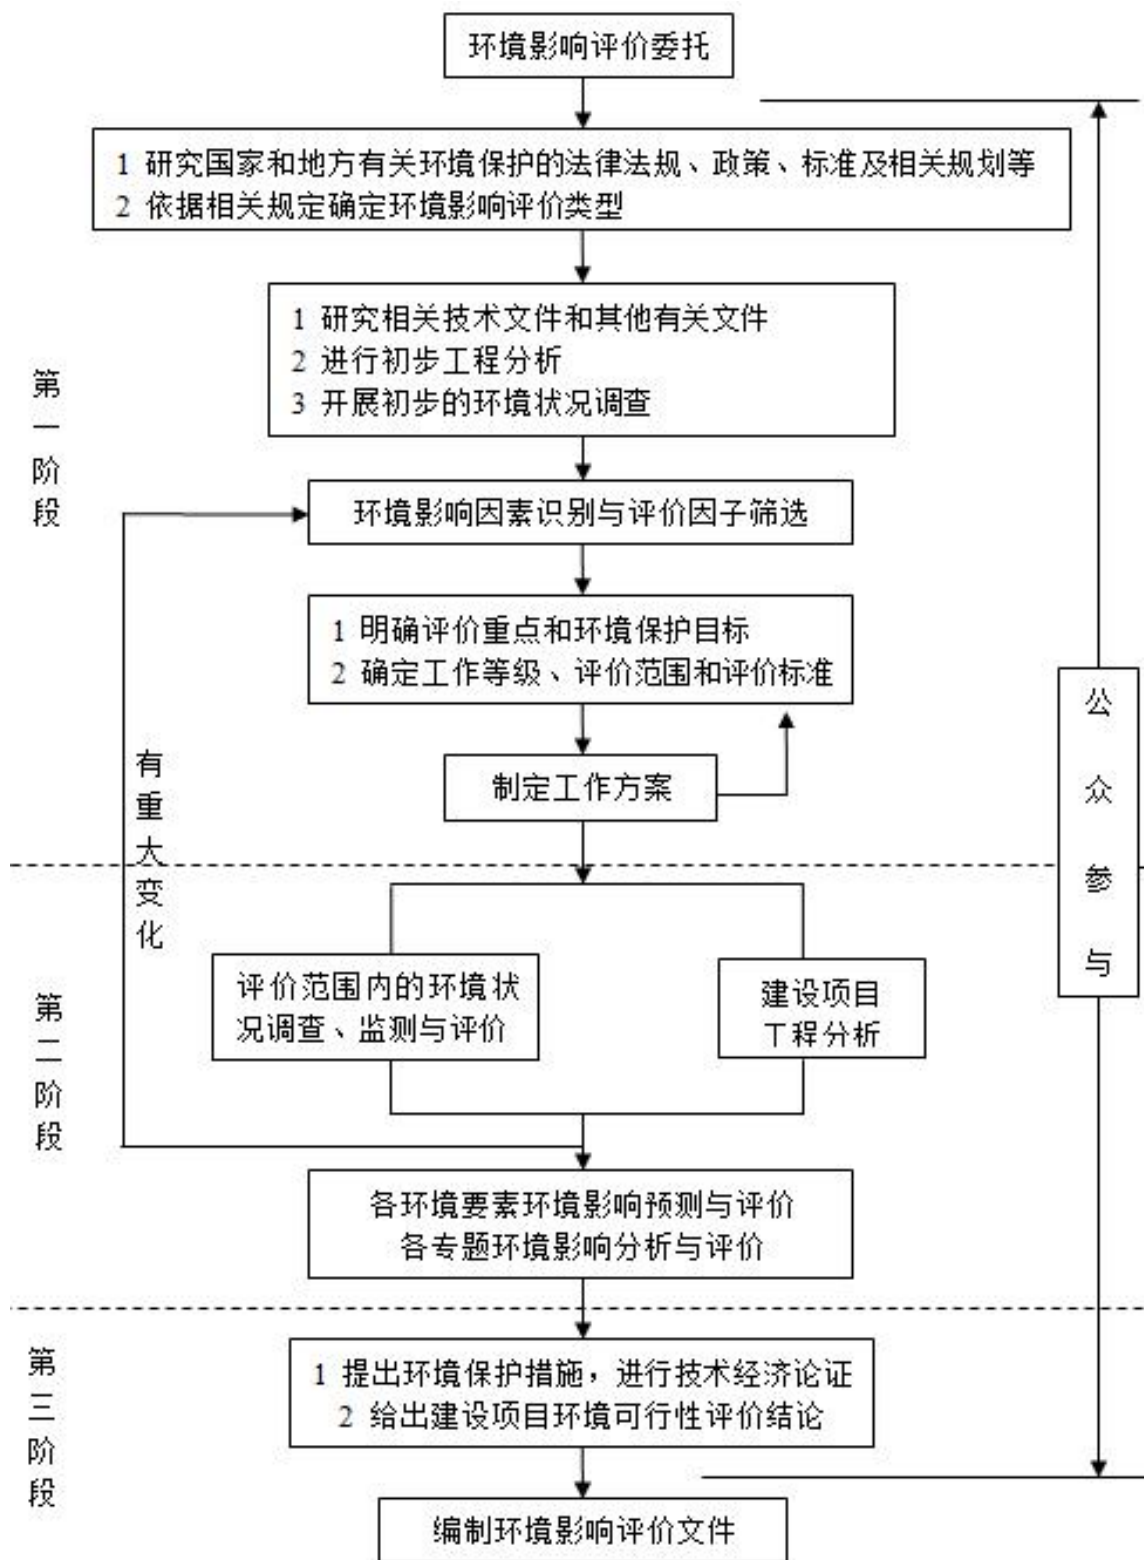 环境影响评价委托
1 研究国家和地方有关环境保护的法律法规、政策、标准及相关规划等
2 依据相关规定确定环境影响评价类型
1 研究相关技术文件和其他有关文件
2 进行初步工程分析
3 开展初步的环境状况调查
第一阶段
环境影响因素识别与评价因子筛选
1 明确评价重点和环境保护目标
2 确定工作等级、评价范围和评价标准
制定工作方案
有重大变化
公众参与
评价范围内的环境状
况调查、监测与评价
建设项目
工程分析
第二阶段
各环境要素环境影响预测与评价
各专题环境影响分析与评价
第三阶段
1 提出环境保护措施，进行技术经济论证
2 给出建设项目环境可行性评价结论
编制环境影响评价文件